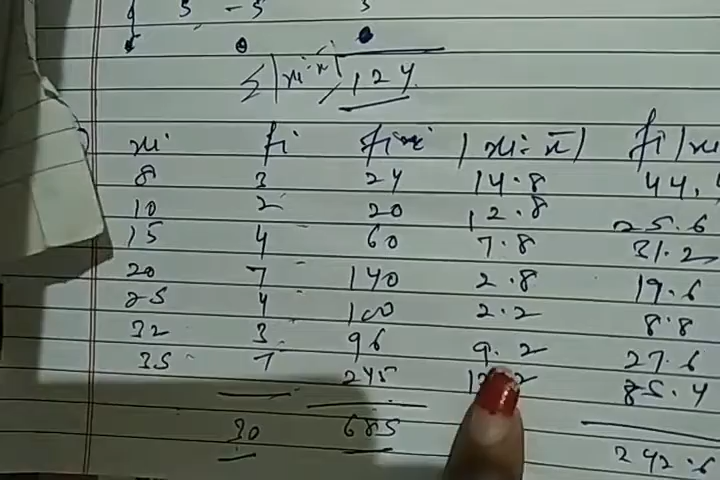 5 - 5 5
Σ|xi-x̄| 124
xi fi fixi |xi-x̄| fi|xi
8 3 24 14.8 44.4
10 2 20 12.8 25.6
15 4 60 7.8 31.2
20 7 140 2.8 19.6
25 4 100 2.2 8.8
32 3 96 9.2 27.6
35 7 245 85.4
30 685 242.6